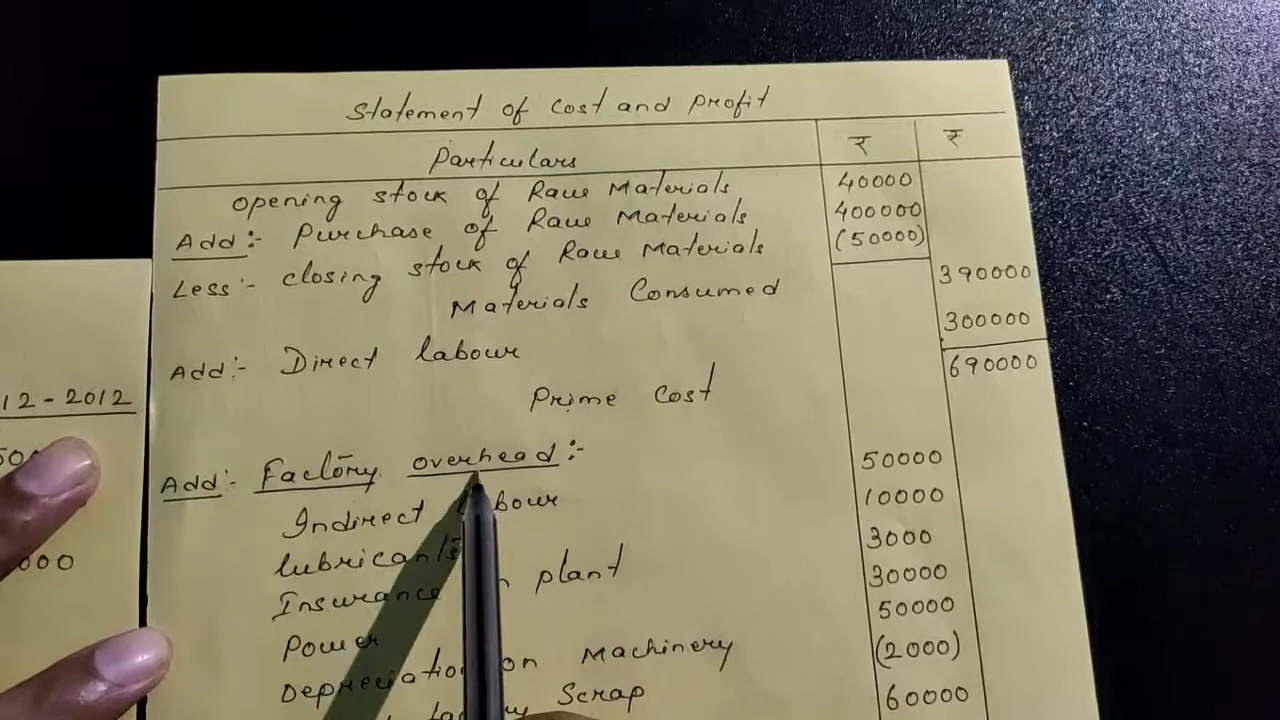 Statement of Cost and Profit
Particulars ₹ ₹
Opening stock of Raw Materials 40000
Add:- Purchase of Raw Materials 400000
Less:- closing stock of Raw Materials (50000)
Materials Consumed 390000
Add:- Direct labour 300000
Prime Cost 690000
Add:- Factory overhead:-
Indirect labour 50000
lubricants 10000
Insurance on plant 3000
Power 30000
Depreciation on Machinery 50000
Scrap (2000)
60000
12-2012
000